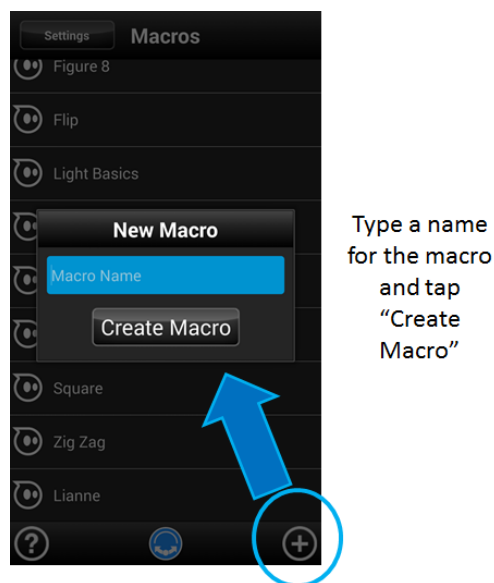 Settings
Macros
Figure 8
Flip
Light Basics
New Macro
Macro Name
Create Macro
Square
Zig Zag
Lianne
?
+
Type a name
for the macro
and tap
“Create
Macro”